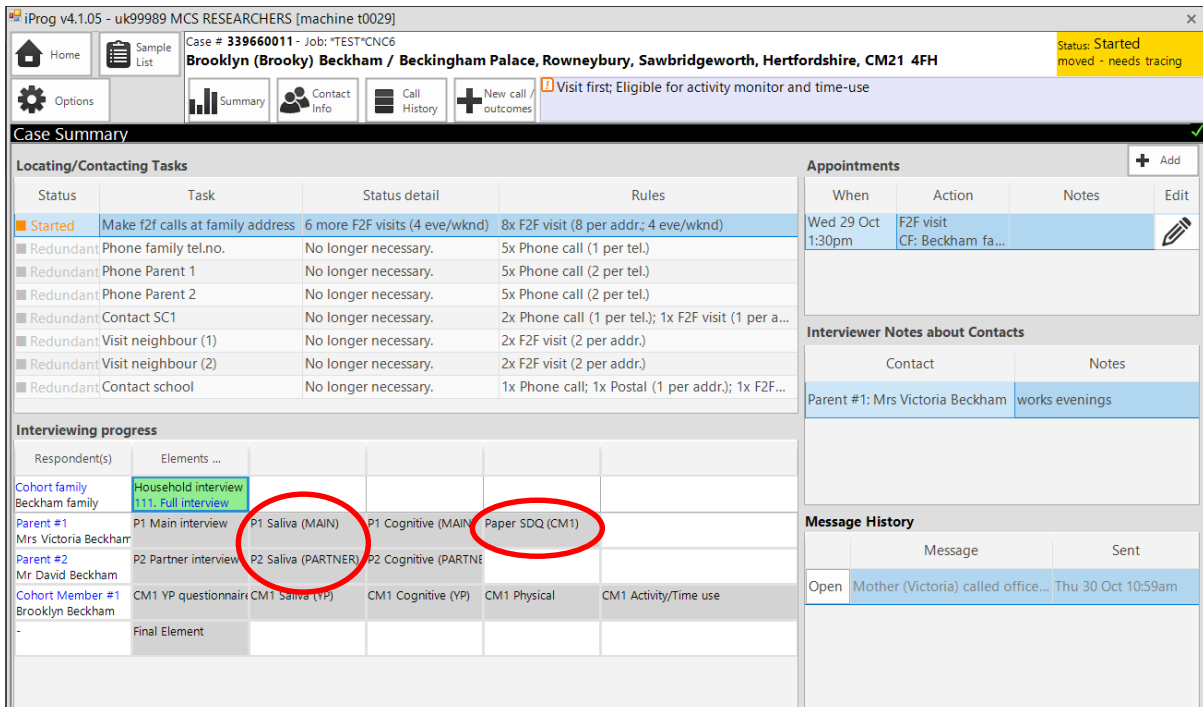 iProg v4.1.05 - uk99989 MCS RESEARCHERS [machine t0029]
Home
Sample List
Case # 339660011 - Job: *TEST*CNC6
Brooklyn (Brooky) Beckham / Beckingham Palace, Rowneybury, Sawbridgeworth, Hertfordshire, CM21 4FH
Status: Started
moved - needs tracing
Options
Summary
Contact Info
Call History
New call / outcomes
Visit first; Eligible for activity monitor and time-use
Case Summary
Locating/Contacting Tasks
Status Task Status detail Rules
Started Make f2f calls at family address 6 more F2F visits (4 eve/wknd) 8x F2F visit (8 per addr.; 4 eve/wknd)
Redundant Phone family tel.no. No longer necessary. 5x Phone call (1 per tel.)
Redundant Phone Parent 1 No longer necessary. 5x Phone call (2 per tel.)
Redundant Phone Parent 2 No longer necessary. 5x Phone call (2 per tel.)
Redundant Contact SC1 No longer necessary. 2x Phone call (1 per tel.); 1x F2F visit (1 per a...
Redundant Visit neighbour (1) No longer necessary. 2x F2F visit (2 per addr.)
Redundant Visit neighbour (2) No longer necessary. 2x F2F visit (2 per addr.)
Redundant Contact school No longer necessary. 1x Phone call; 1x Postal (1 per addr.); 1x F2F...
Appointments
Add
When Action Notes Edit
Wed 29 Oct F2F visit
1:30pm CF: Beckham fa...
Interviewer Notes about Contacts
Contact Notes
Parent #1: Mrs Victoria Beckham works evenings
Interviewing progress
Respondent(s) Elements ...
Cohort family Household interview
Beckham family 111. Full interview
Parent #1 P1 Main interview P1 Saliva (MAIN) P1 Cognitive (MAIN Paper SDQ (CM1)
Mrs Victoria Beckham
Parent #2 P2 Partner interview P2 Saliva (PARTNER) P2 Cognitive (PARTNE
Mr David Beckham
Cohort Member #1 CM1 YP questionnaire CM1 Saliva (YP) CM1 Cognitive (YP) CM1 Physical CM1 Activity/Time use
Brooklyn Beckham
- Final Element
Message History
Message Sent
Open Mother (Victoria) called office... Thu 30 Oct 10:59am